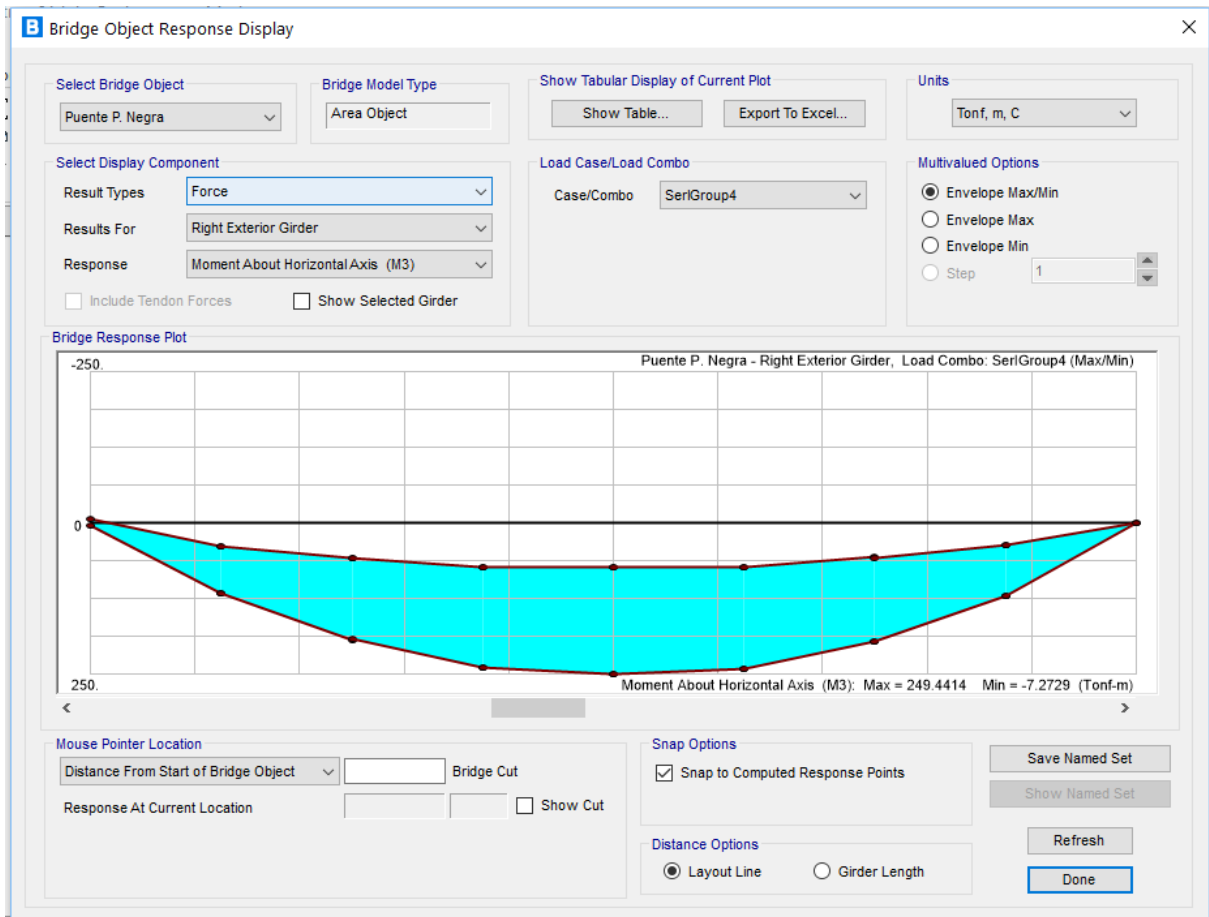 B Bridge Object Response Display
Select Bridge Object
Puente P. Negra
Bridge Model Type
Area Object
Show Tabular Display of Current Plot
Show Table...
Export To Excel...
Units
Tonf, m, C
Select Display Component
Result Types
Force
Results For
Right Exterior Girder
Response
Moment About Horizontal Axis (M3)
Include Tendon Forces
Show Selected Girder
Load Case/Load Combo
Case/Combo
SerIGroup4
Multivalued Options
Envelope Max/Min
Envelope Max
Envelope Min
Step
1
Bridge Response Plot
-250.
Puente P. Negra - Right Exterior Girder, Load Combo: SerIGroup4 (Max/Min)
0
250.
Moment About Horizontal Axis (M3): Max = 249.4414 Min = -7.2729 (Tonf-m)
Mouse Pointer Location
Distance From Start of Bridge Object
Bridge Cut
Response At Current Location
Show Cut
Snap Options
Snap to Computed Response Points
Distance Options
Layout Line
Girder Length
Save Named Set
Show Named Set
Refresh
Done